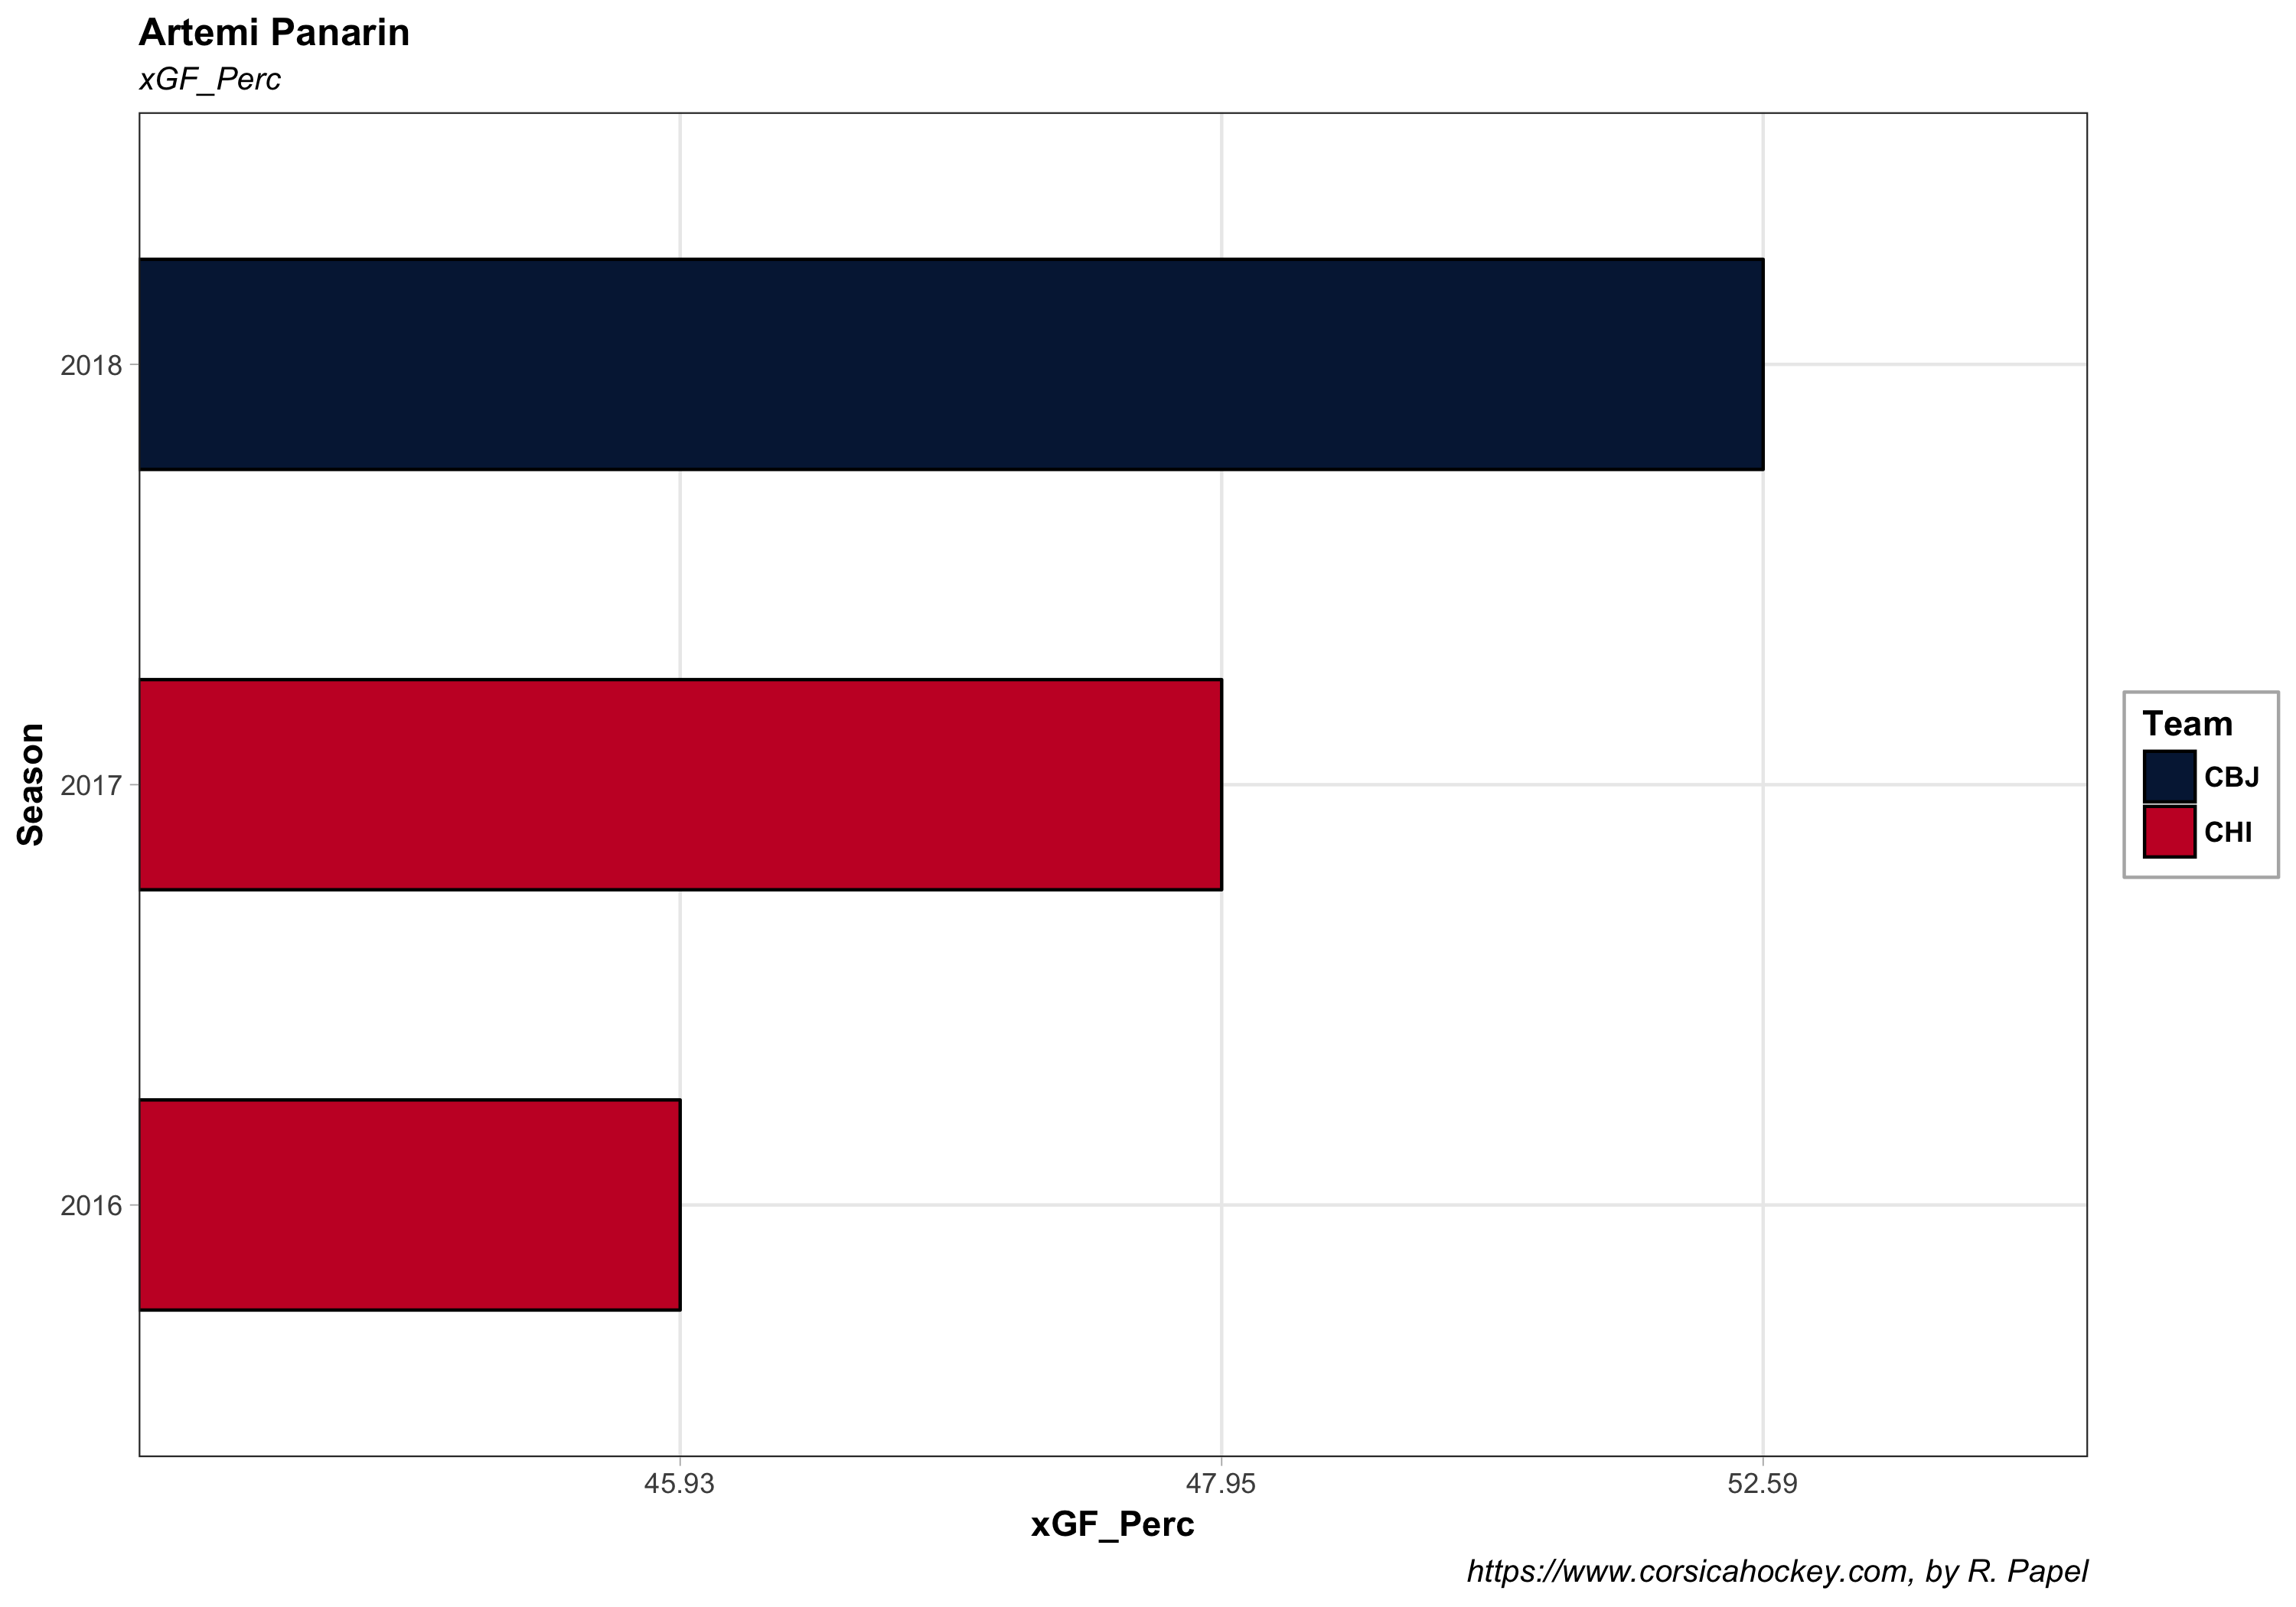 Artemi Panarin
xGF_Perc
2018
2017
2016
Season
45.93
47.95
52.59
xGF_Perc
Team
CBJ
CHI
https://www.corsicahockey.com, by R. Papel